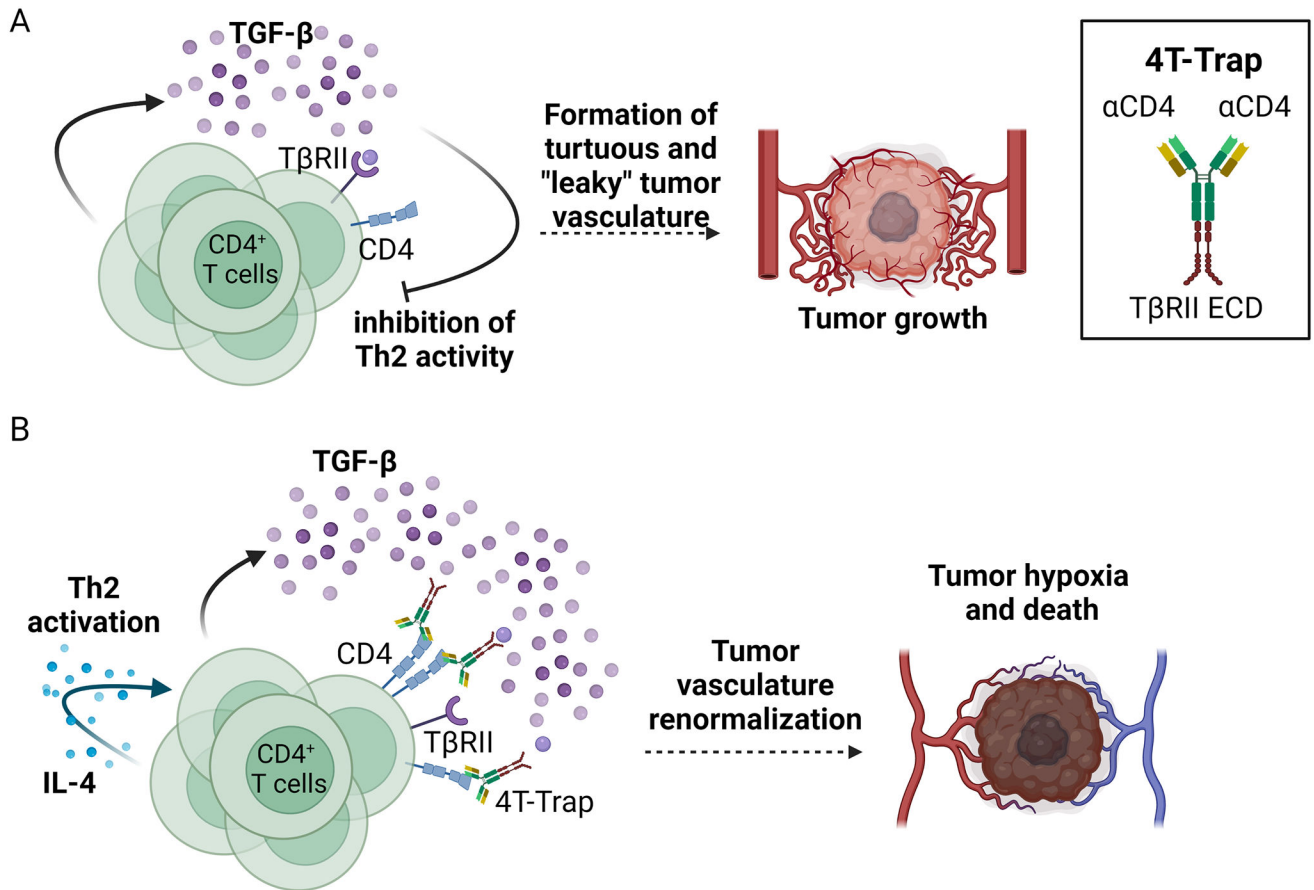 A
TGF-β
TβRII
CD4
CD4⁺
T cells
inhibition of
Th2 activity
Formation of
turtuous and
"leaky" tumor
vasculature
Tumor growth
4T-Trap
αCD4 αCD4
TβRII ECD
B
TGF-β
Th2
activation
IL-4
CD4
TβRII
4T-Trap
CD4⁺
T cells
Tumor
vasculature
renormalization
Tumor hypoxia
and death